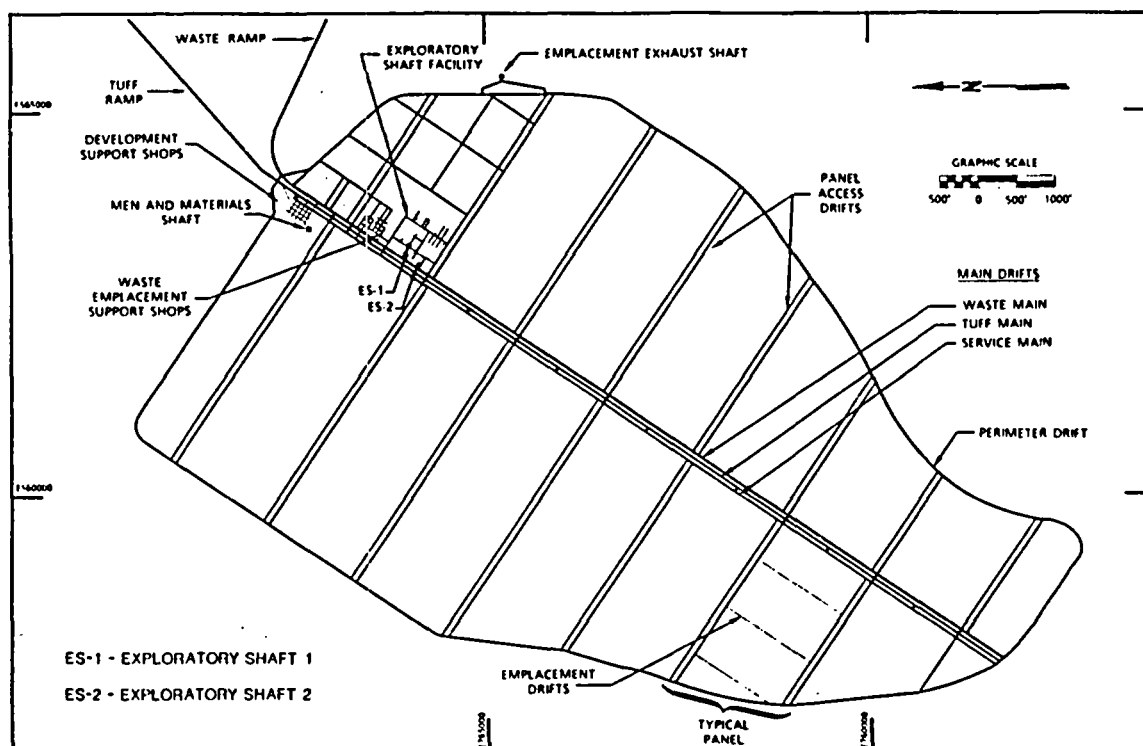 WASTE RAMP
TUFF
RAMP
DEVELOPMENT
SUPPORT SHOPS
MEN AND MATERIALS
SHAFT
WASTE
EMPLACEMENT
SUPPORT SHOPS
EXPLORATORY
SHAFT FACILITY
EMPLACEMENT EXHAUST SHAFT
ES-1
ES-2
N
GRAPHIC SCALE
500' 0 500' 1000'
PANEL
ACCESS
DRIFTS
MAIN DRIFTS
WASTE MAIN
TUFF MAIN
SERVICE MAIN
PERIMETER DRIFT
EMPLACEMENT
DRIFTS
TYPICAL
PANEL
ES-1 - EXPLORATORY SHAFT 1
ES-2 - EXPLORATORY SHAFT 2